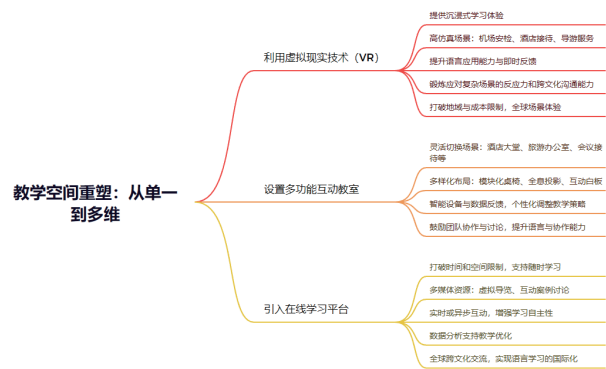 教学空间重塑：从单一
到多维
利用虚拟现实技术（VR）
提供沉浸式学习体验
高仿真场景：机场安检、酒店接待、导游服务
提升语言应用能力与即时反馈
锻炼应对复杂场景的反应力和跨文化沟通能力
打破地域与成本限制，全球场景体验
设置多功能互动教室
灵活切换场景：酒店大堂、旅游办公室、会议接
待等
多样化布局：模块化桌椅、全息投影、互动白板
智能设备与数据反馈，个性化调整教学策略
鼓励团队协作与讨论，提升语言与协作能力
引入在线学习平台
打破时间和空间限制，支持随时学习
多媒体资源：虚拟导览、互动案例讨论
实时或异步互动，增强学习自主性
数据分析支持教学优化
全球跨文化交流，实现语言学习的国际化